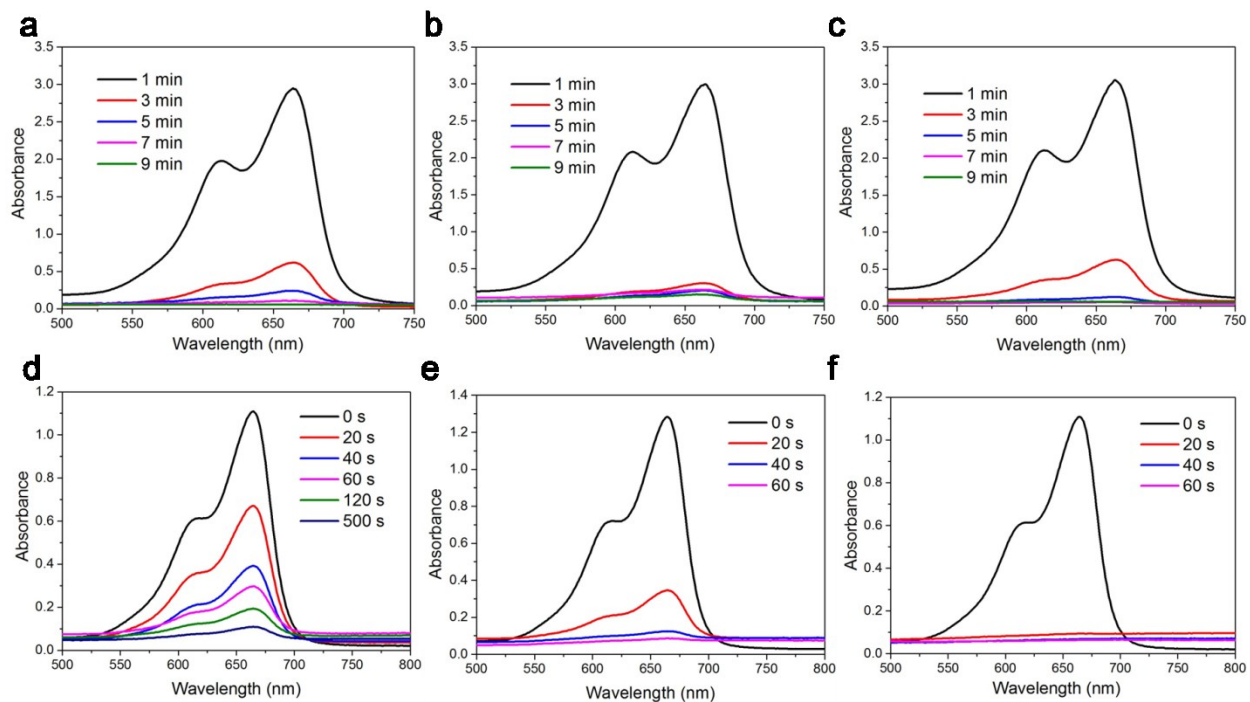 a
3.5
3.0
2.5
2.0
1.5
1.0
0.5
0.0
Absorbance
1 min
3 min
5 min
7 min
9 min
500 550 600 650 700 750
Wavelength (nm)
b
3.5
3.0
2.5
2.0
1.5
1.0
0.5
0.0
Absorbance
1 min
3 min
5 min
7 min
9 min
500 550 600 650 700 750
Wavelength (nm)
c
3.5
3.0
2.5
2.0
1.5
1.0
0.5
0.0
Absorbance
1 min
3 min
5 min
7 min
9 min
500 550 600 650 700 750
Wavelength (nm)
d
1.2
1.0
0.8
0.6
0.4
0.2
0.0
Absorbance
0 s
20 s
40 s
60 s
120 s
500 s
500 550 600 650 700 750 800
Wavelength (nm)
e
1.4
1.2
1.0
0.8
0.6
0.4
0.2
0.0
Absorbance
0 s
20 s
40 s
60 s
500 550 600 650 700 750 800
Wavelength (nm)
f
1.2
1.0
0.8
0.6
0.4
0.2
0.0
Absorbance
0 s
20 s
40 s
60 s
500 550 600 650 700 750 800
Wavelength (nm)